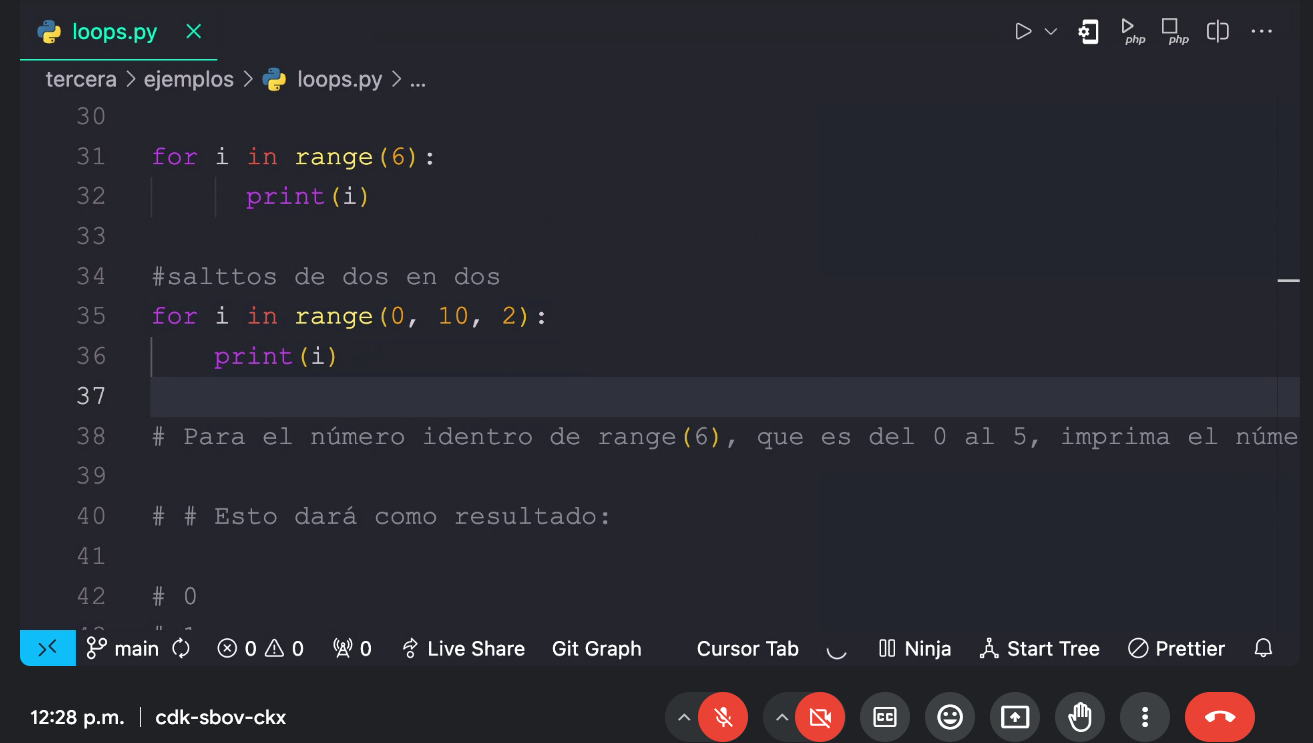 loops.py
php php
tercera > ejemplos > loops.py > ...
30
31 for i in range(6):
32 print(i)
33
34 #salttos de dos en dos
35 for i in range(0, 10, 2):
36 print(i)
37
38 # Para el número identro de range(6), que es del 0 al 5, imprima el núme
39
40 # # Esto dará como resultado:
41
42 # 0
main 0 0 0 Live Share Git Graph Cursor Tab Ninja Start Tree Prettier
12:28 p.m. | cdk-sbov-ckx CC